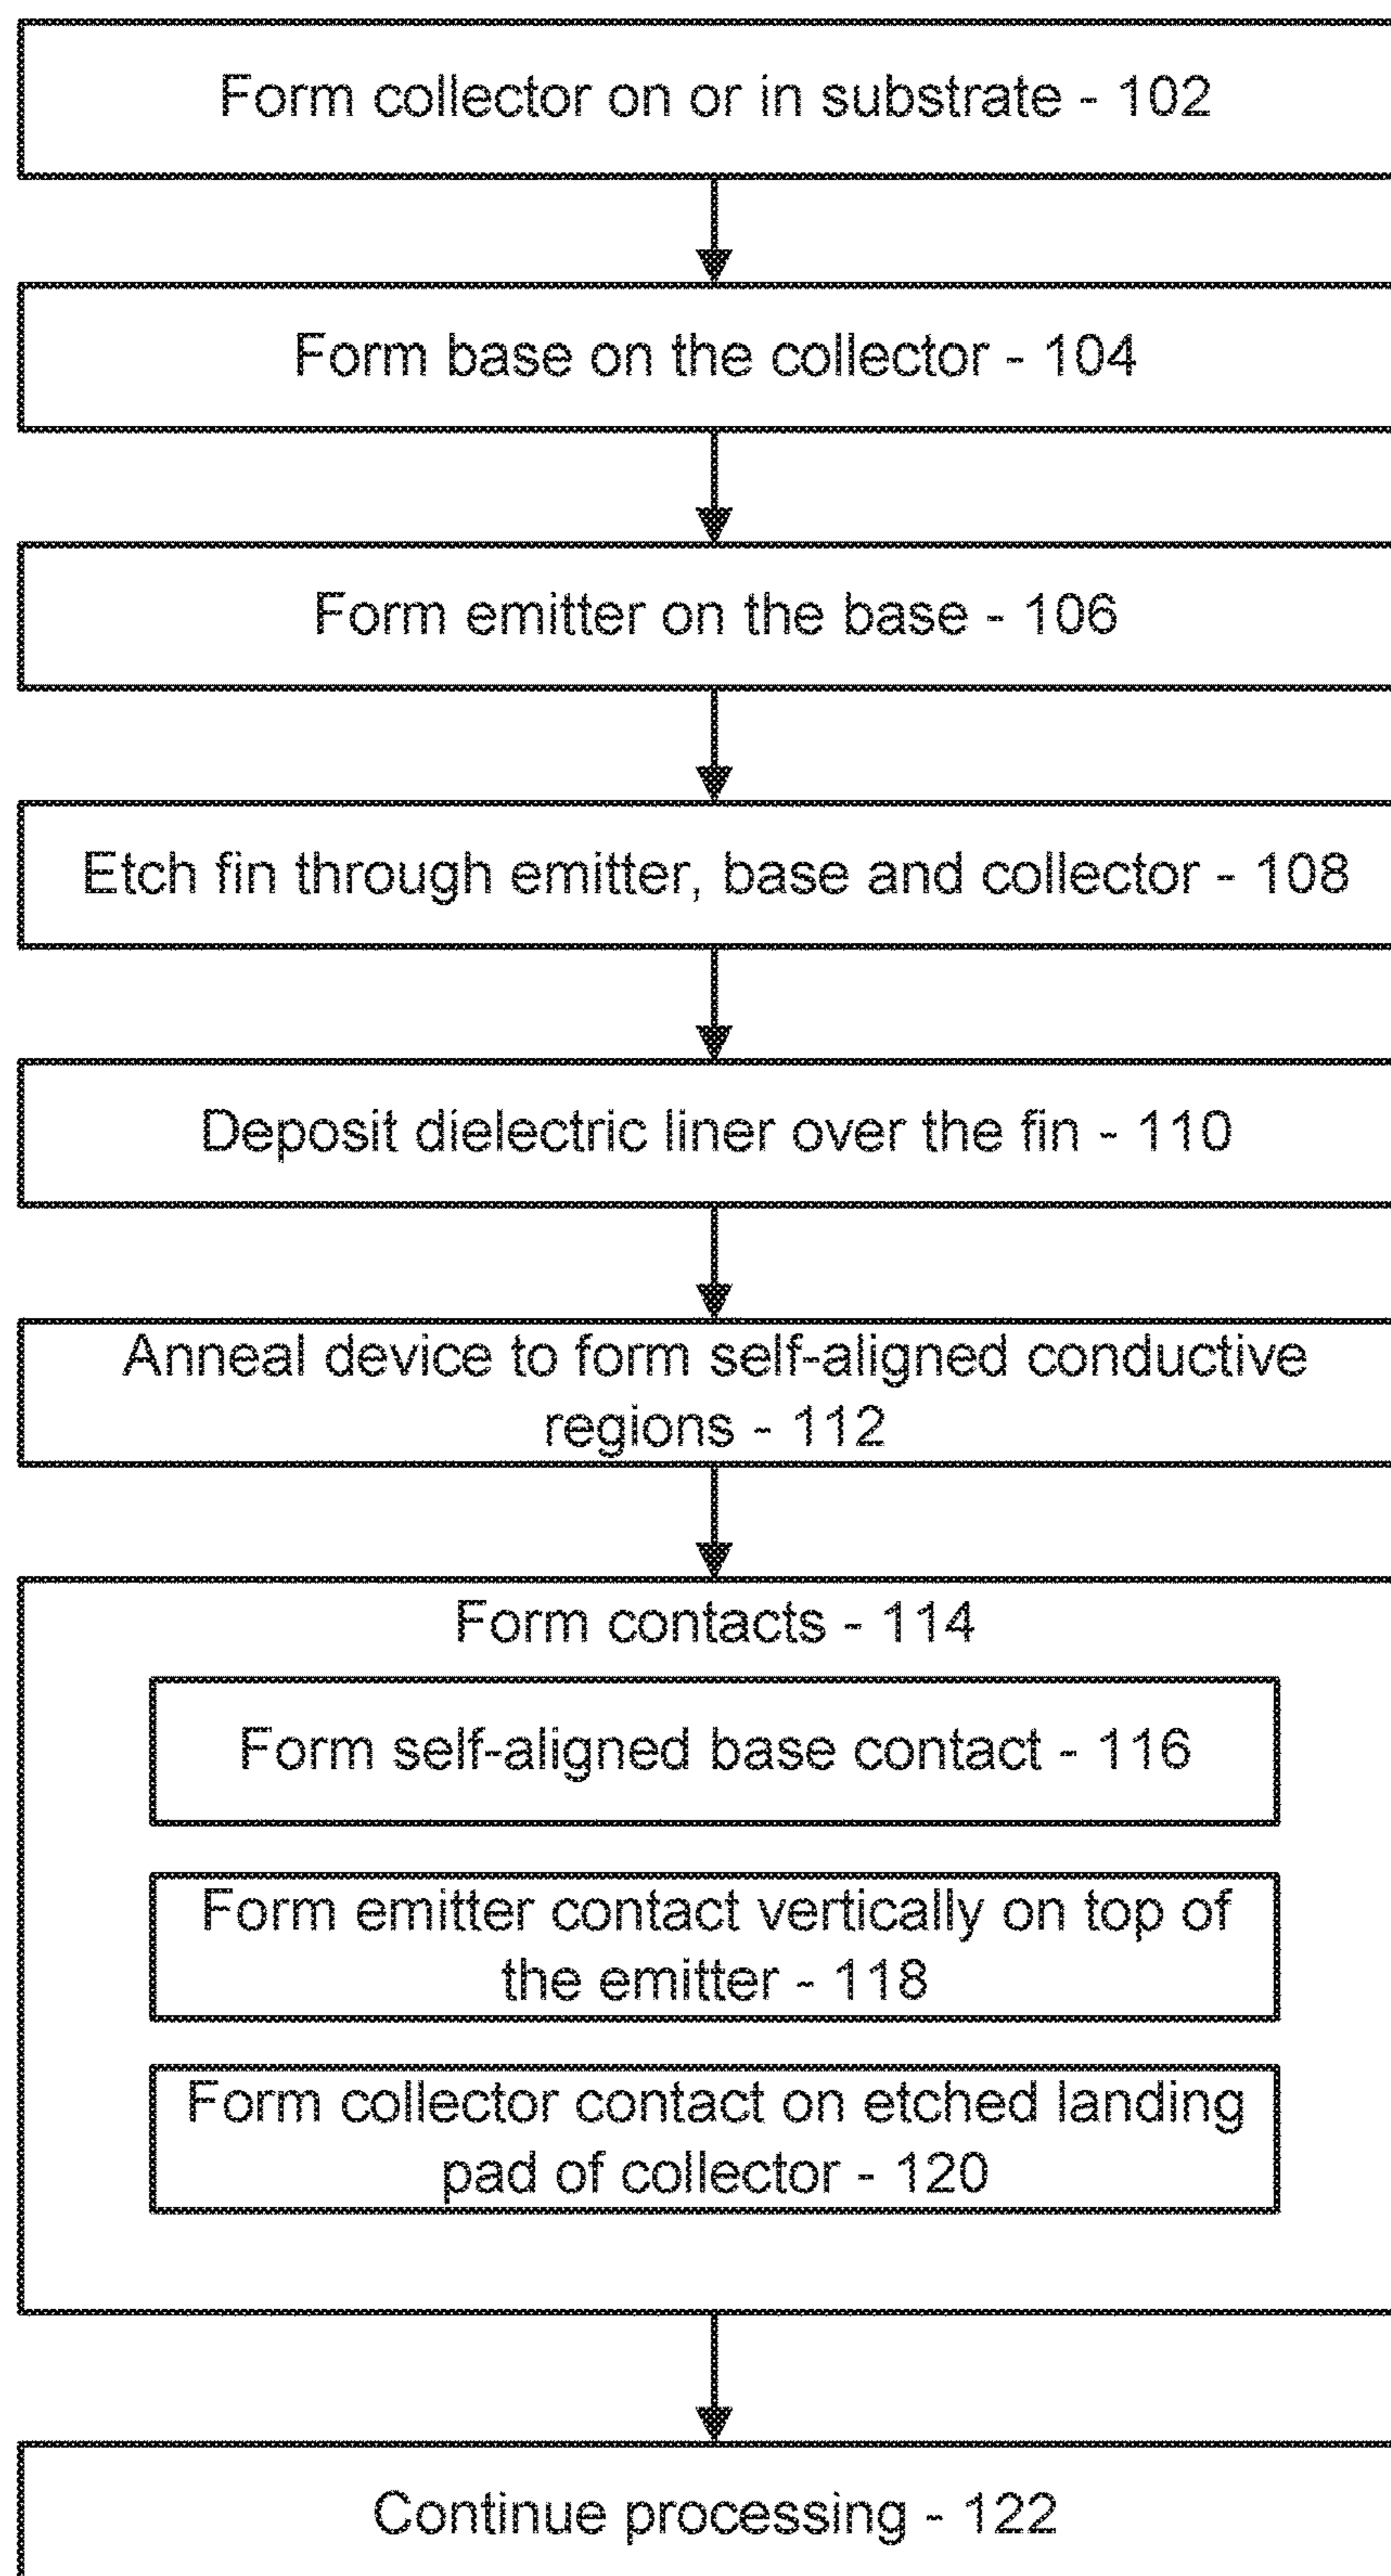 Form collector on or in substrate - 102
Form base on the collector - 104
Form emitter on the base - 106
Etch fin through emitter, base and collector - 108
Deposit dielectric liner over the fin - 110
Anneal device to form self-aligned conductive
regions - 112
Form contacts - 114
Form self-aligned base contact - 116
Form emitter contact vertically on top of
the emitter - 118
Form collector contact on etched landing
pad of collector - 120
Continue processing - 122